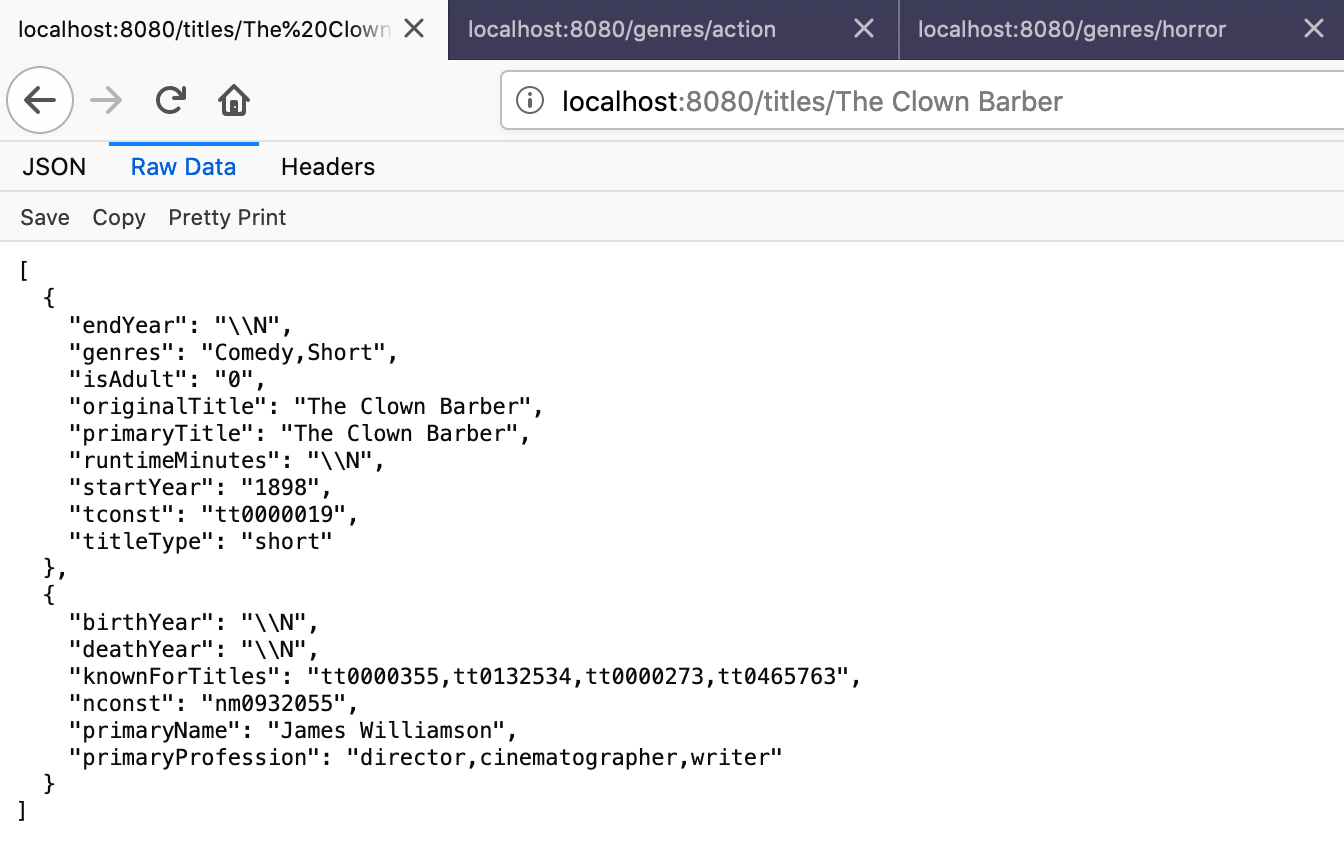 localhost:8080/titles/The%20Clown
localhost:8080/genres/action
localhost:8080/genres/horror
localhost:8080/titles/The Clown Barber
JSON Raw Data Headers
Save Copy Pretty Print
[
  {
    "endYear": "\\N",
    "genres": "Comedy,Short",
    "isAdult": "0",
    "originalTitle": "The Clown Barber",
    "primaryTitle": "The Clown Barber",
    "runtimeMinutes": "\\N",
    "startYear": "1898",
    "tconst": "tt0000019",
    "titleType": "short"
  },
  {
    "birthYear": "\\N",
    "deathYear": "\\N",
    "knownForTitles": "tt0000355,tt0132534,tt0000273,tt0465763",
    "nconst": "nm0932055",
    "primaryName": "James Williamson",
    "primaryProfession": "director,cinematographer,writer"
  }
]